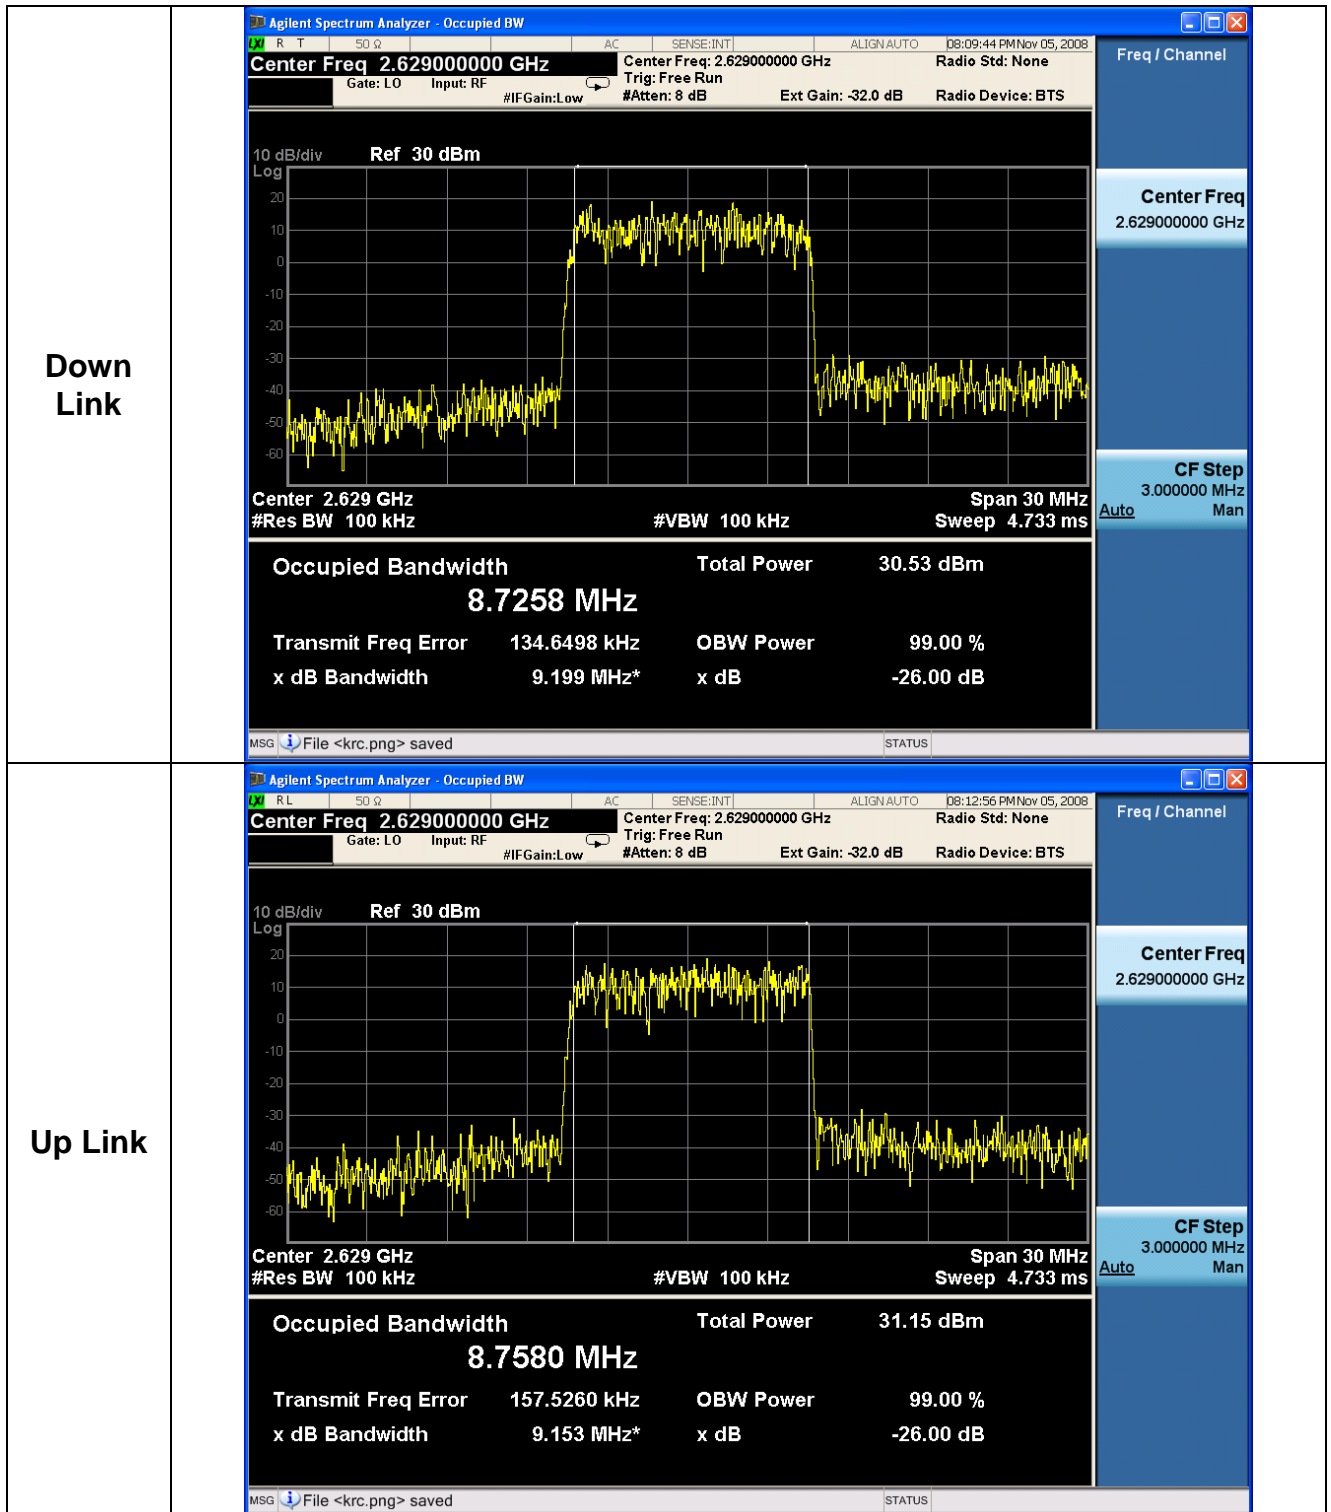 Down
Link
Agilent Spectrum Analyzer - Occupied BW
LXI R T 50 Ω AC SENSE:INT ALIGN AUTO 08:09:44 PM Nov 05, 2008
Center Freq 2.629000000 GHz
Center Freq: 2.629000000 GHz Radio Std: None
Gate: LO Input: RF Trig: Free Run
#IFGain:Low #Atten: 8 dB Ext Gain: -32.0 dB Radio Device: BTS
Freq / Channel
10 dB/div Ref 30 dBm
Log
20
10
0
-10
-20
-30
-40
-50
-60
Center Freq
2.629000000 GHz
CF Step
3.000000 MHz
Auto Man
Center 2.629 GHz Span 30 MHz
#Res BW 100 kHz #VBW 100 kHz Sweep 4.733 ms
Occupied Bandwidth Total Power 30.53 dBm
8.7258 MHz
Transmit Freq Error 134.6498 kHz OBW Power 99.00 %
x dB Bandwidth 9.199 MHz* x dB -26.00 dB
MSG File <krc.png> saved STATUS
Up Link
Agilent Spectrum Analyzer - Occupied BW
LXI R L 50 Ω AC SENSE:INT ALIGN AUTO 08:12:56 PM Nov 05, 2008
Center Freq 2.629000000 GHz
Center Freq: 2.629000000 GHz Radio Std: None
Gate: LO Input: RF Trig: Free Run
#IFGain:Low #Atten: 8 dB Ext Gain: -32.0 dB Radio Device: BTS
Freq / Channel
10 dB/div Ref 30 dBm
Log
20
10
0
-10
-20
-30
-40
-50
-60
Center Freq
2.629000000 GHz
CF Step
3.000000 MHz
Auto Man
Center 2.629 GHz Span 30 MHz
#Res BW 100 kHz #VBW 100 kHz Sweep 4.733 ms
Occupied Bandwidth Total Power 31.15 dBm
8.7580 MHz
Transmit Freq Error 157.5260 kHz OBW Power 99.00 %
x dB Bandwidth 9.153 MHz* x dB -26.00 dB
MSG File <krc.png> saved STATUS